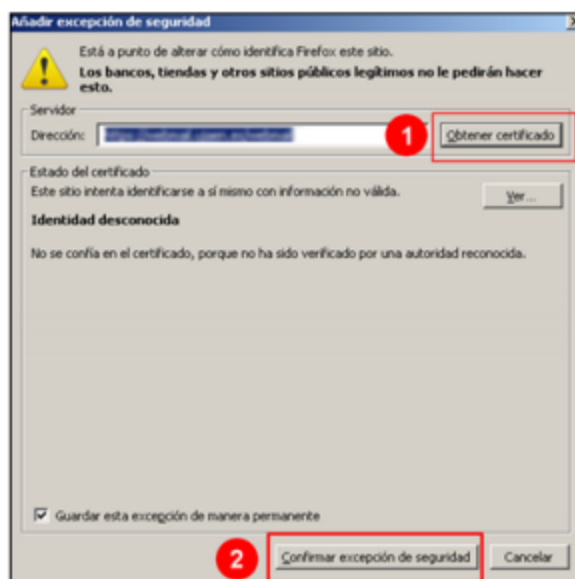 Añadir excepción de seguridad
Está a punto de alterar cómo identifica Firefox este sitio.
Los bancos, tiendas y otros sitios públicos legítimos no le pedirán hacer
esto.
Servidor
Dirección:
1
Obtener certificado
Estado del certificado
Este sitio intenta identificarse a sí mismo con información no válida.
Ver...
Identidad desconocida
No se confía en el certificado, porque no ha sido verificado por una autoridad reconocida.
Guardar esta excepción de manera permanente
2
Confirmar excepción de seguridad
Cancelar